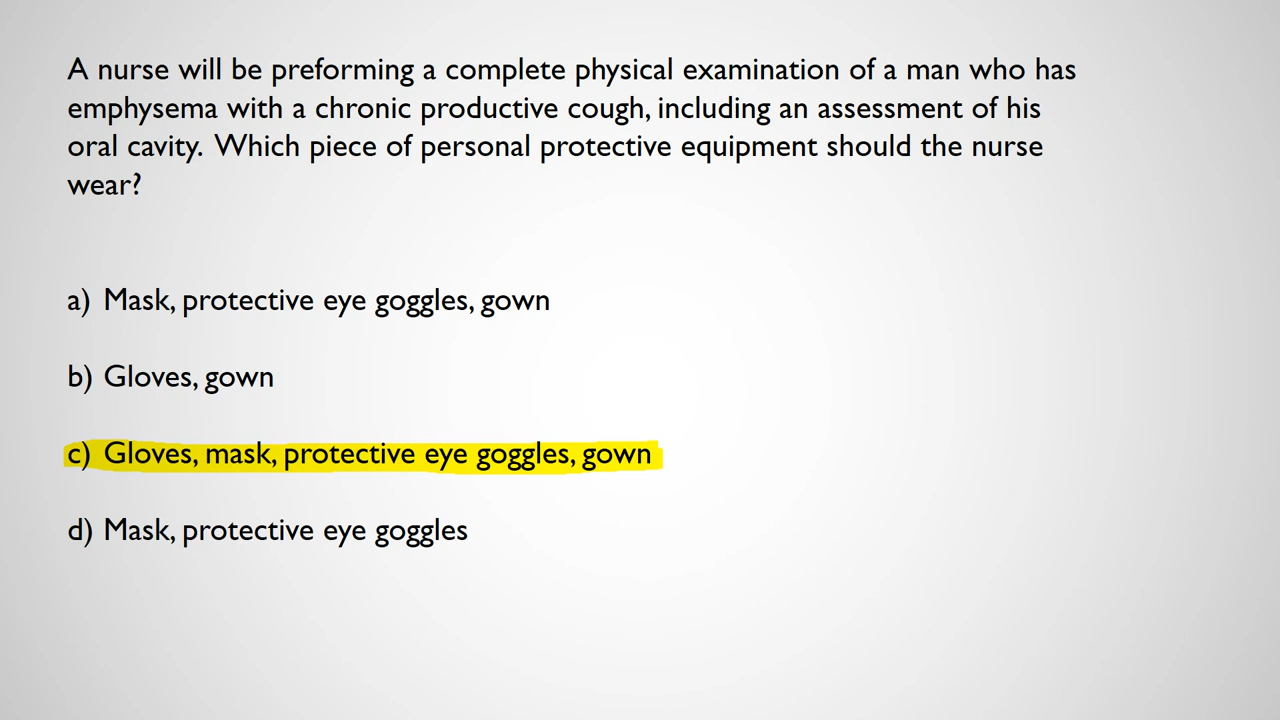 A nurse will be preforming a complete physical examination of a man who has
emphysema with a chronic productive cough, including an assessment of his
oral cavity. Which piece of personal protective equipment should the nurse
wear?
a) Mask, protective eye goggles, gown
b) Gloves, gown
c) Gloves, mask, protective eye goggles, gown
d) Mask, protective eye goggles